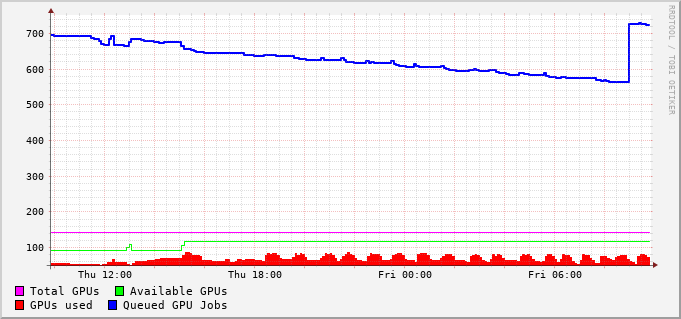 700
600
500
400
300
200
100
Thu 12:00 Thu 18:00 Fri 00:00 Fri 06:00
Total GPUs Available GPUs
GPUs used Queued GPU Jobs
RRDTOOL / TOBI OETIKER